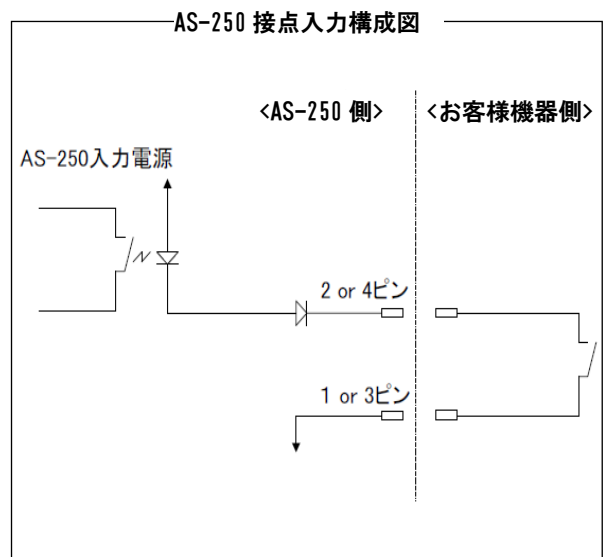 AS-250 接点入力構成図
<AS-250 側> <お客様機器側>
AS-250入力電源
2 or 4ピン
1 or 3ピン